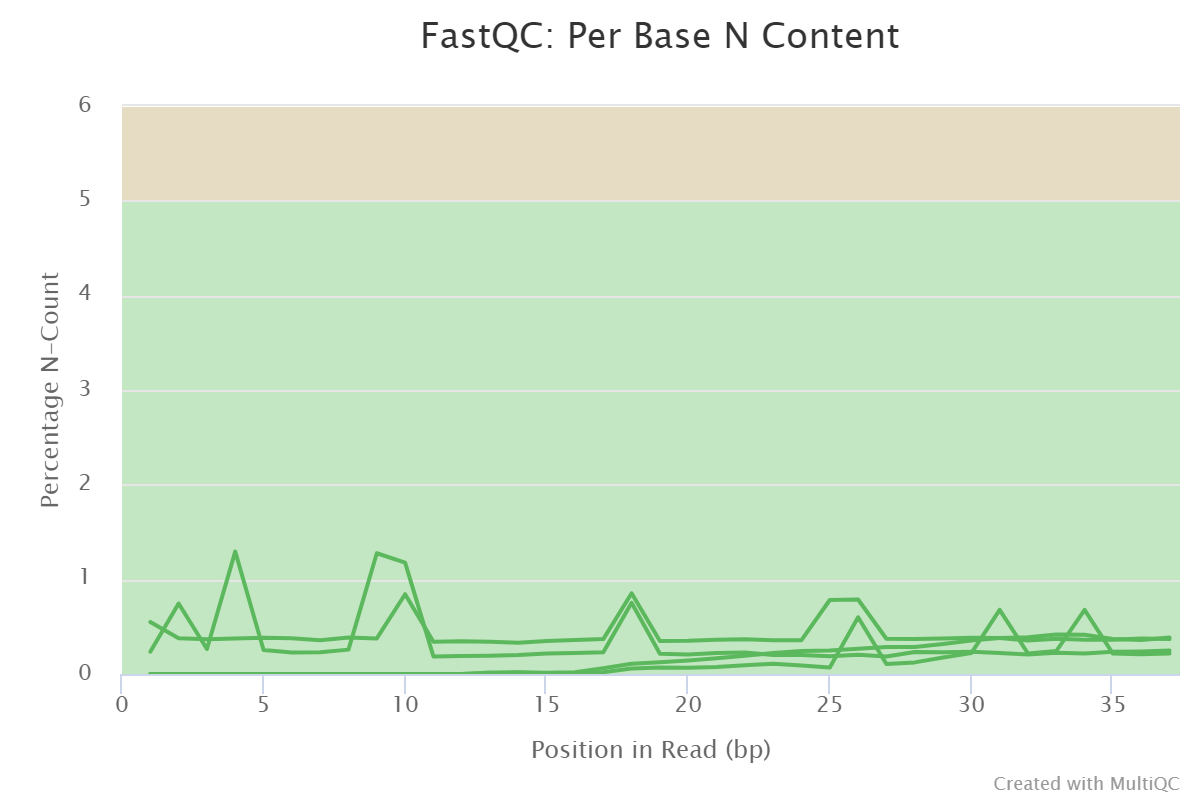 FastQC: Per Base N Content
6
5
4
3
2
1
0
Percentage N-Count
0 5 10 15 20 25 30 35
Position in Read (bp)
Created with MultiQC